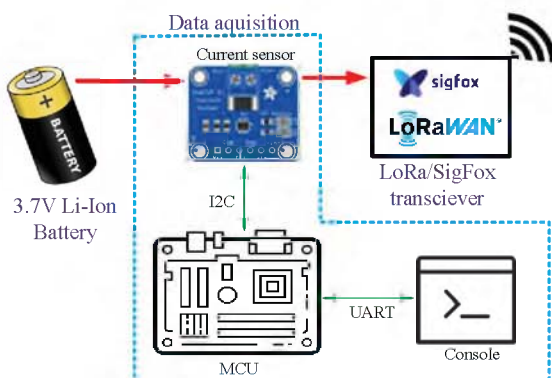 Data aquisition
Current sensor
BATTERY
3.7V Li-Ion
Battery
sigfox
LoRaWAN
LoRa/SigFox
transciever
I2C
UART
MCU
Console